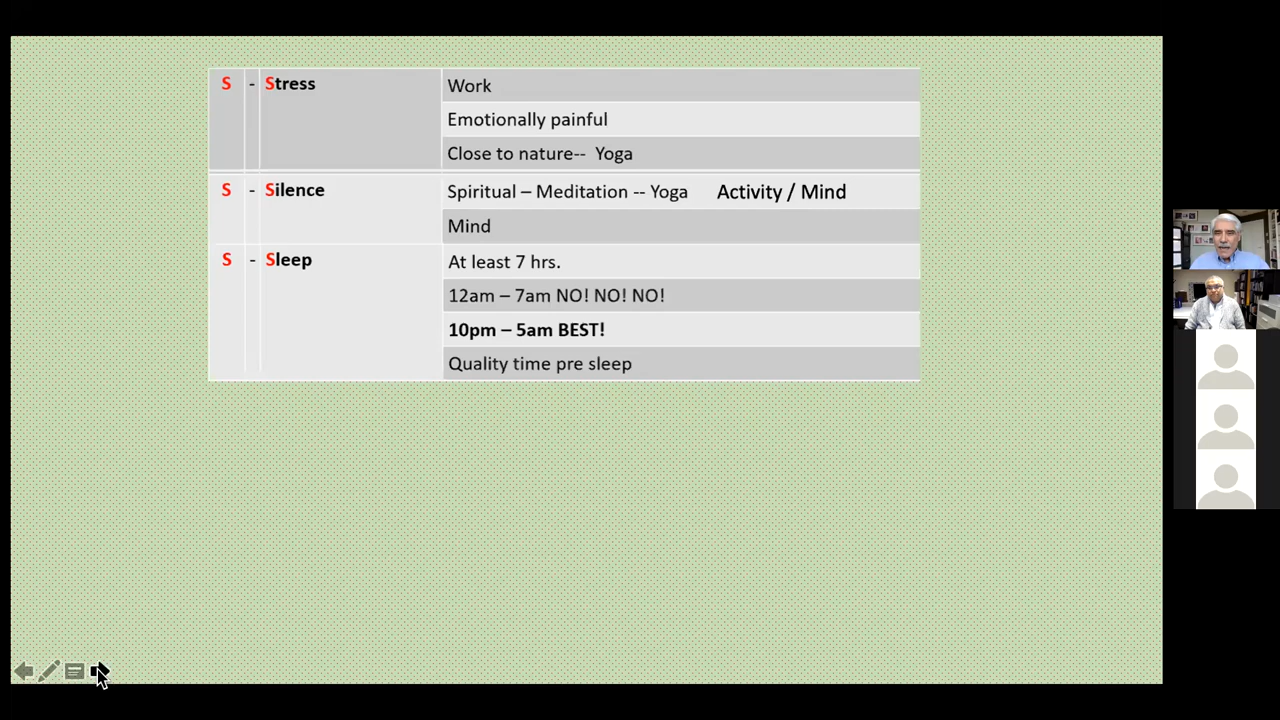 S - Stress Work
Emotionally painful
Close to nature-- Yoga
S - Silence Spiritual – Meditation -- Yoga Activity / Mind
Mind
S - Sleep At least 7 hrs.
12am – 7am NO! NO! NO!
10pm – 5am BEST!
Quality time pre sleep